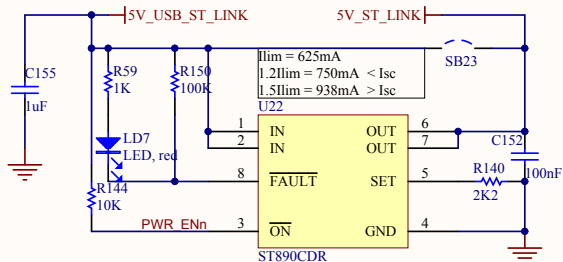 5V_USB_ST_LINK
5V_ST_LINK
C155
1uF
R59
1K
R150
100K
Ilim = 625mA
1.2Ilim = 750mA < Isc
1.5Ilim = 938mA > Isc
SB23
U22
LD7
LED, red
1
IN
2
IN
8
FAULT
3
ON
OUT
6
OUT
7
SET
5
GND
4
C152
100nF
R140
2K2
R144
10K
PWR_ENn
ST890CDR